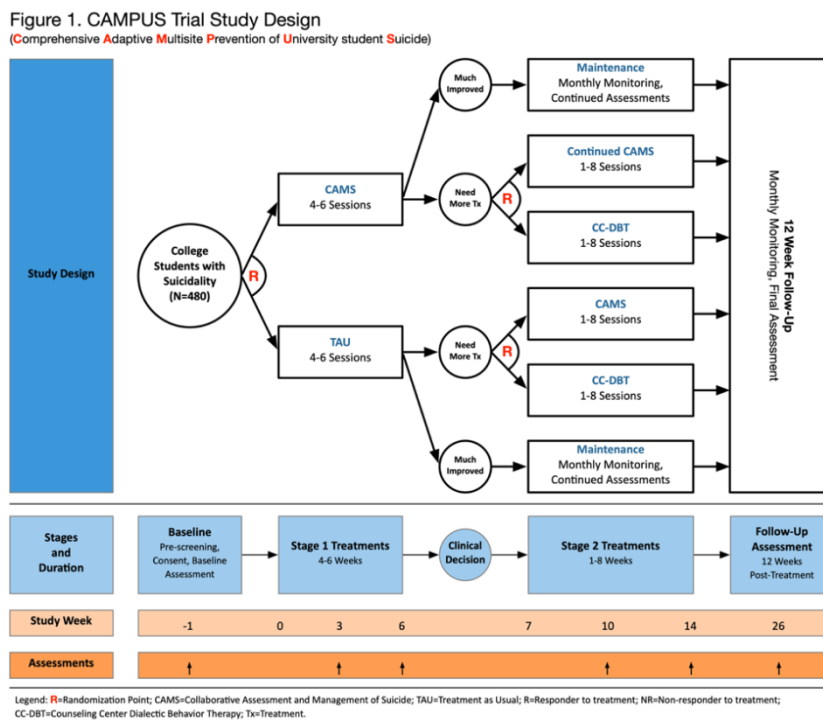 Figure 1. CAMPUS Trial Study Design
(Comprehensive Adaptive Multisite Prevention of University student Suicide)
Study Design
College
Students with
Suicidality
(N=480)
R
CAMS
4-6 Sessions
TAU
4-6 Sessions
Much
Improved
Need
More Tx
R
Need
More Tx
R
Much
Improved
Maintenance
Monthly Monitoring,
Continued Assessments
Continued CAMS
1-8 Sessions
CC-DBT
1-8 Sessions
CAMS
1-8 Sessions
CC-DBT
1-8 Sessions
Maintenance
Monthly Monitoring,
Continued Assessments
12 Week Follow-Up
Monthly Monitoring, Final Assessment
Stages
and
Duration
Baseline
Pre-screening,
Consent, Baseline
Assessment
Stage 1 Treatments
4-6 Weeks
Clinical
Decision
Stage 2 Treatments
1-8 Weeks
Follow-Up
Assessment
12 Weeks
Post-Treatment
Study Week
-1 0 3 6 7 10 14 26
Assessments
Legend: R=Randomization Point; CAMS=Collaborative Assessment and Management of Suicide; TAU=Treatment as Usual; R=Responder to treatment; NR=Non-responder to treatment;
CC-DBT=Counseling Center Dialectic Behavior Therapy; Tx=Treatment.